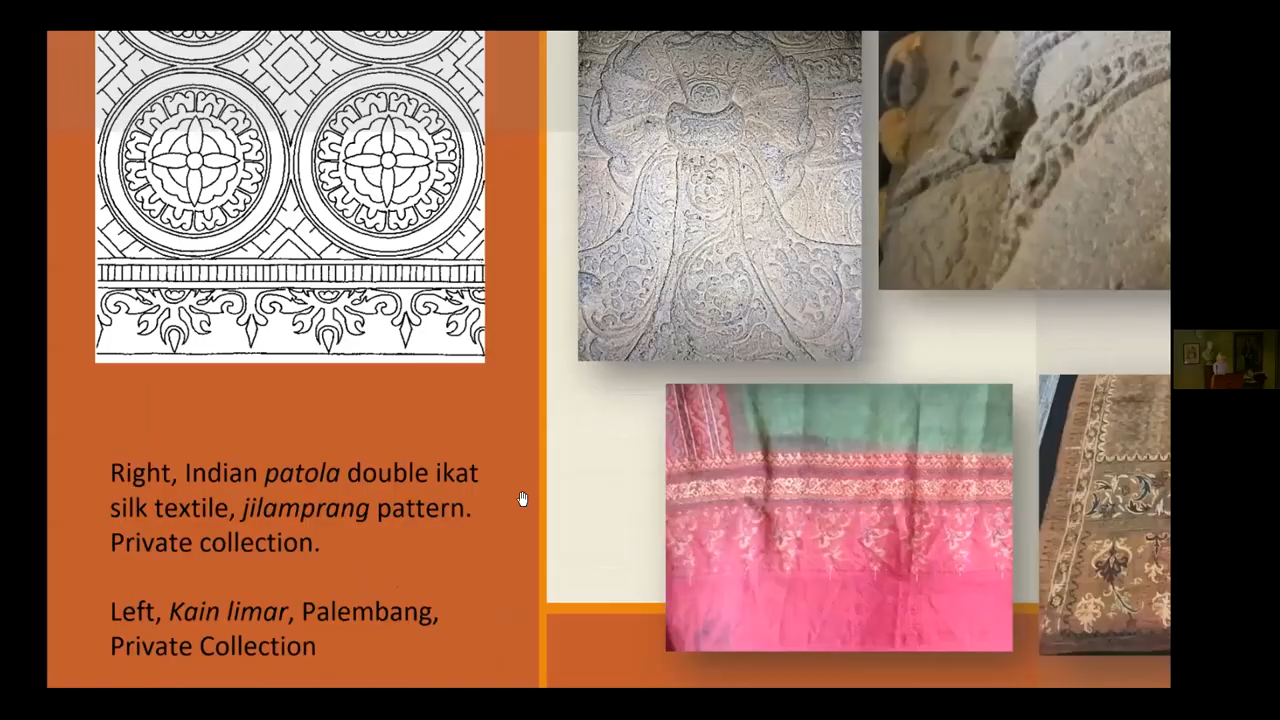 Right, Indian patola double ikat
silk textile, jilamprang pattern.
Private collection.
Left, Kain limar, Palembang,
Private Collection